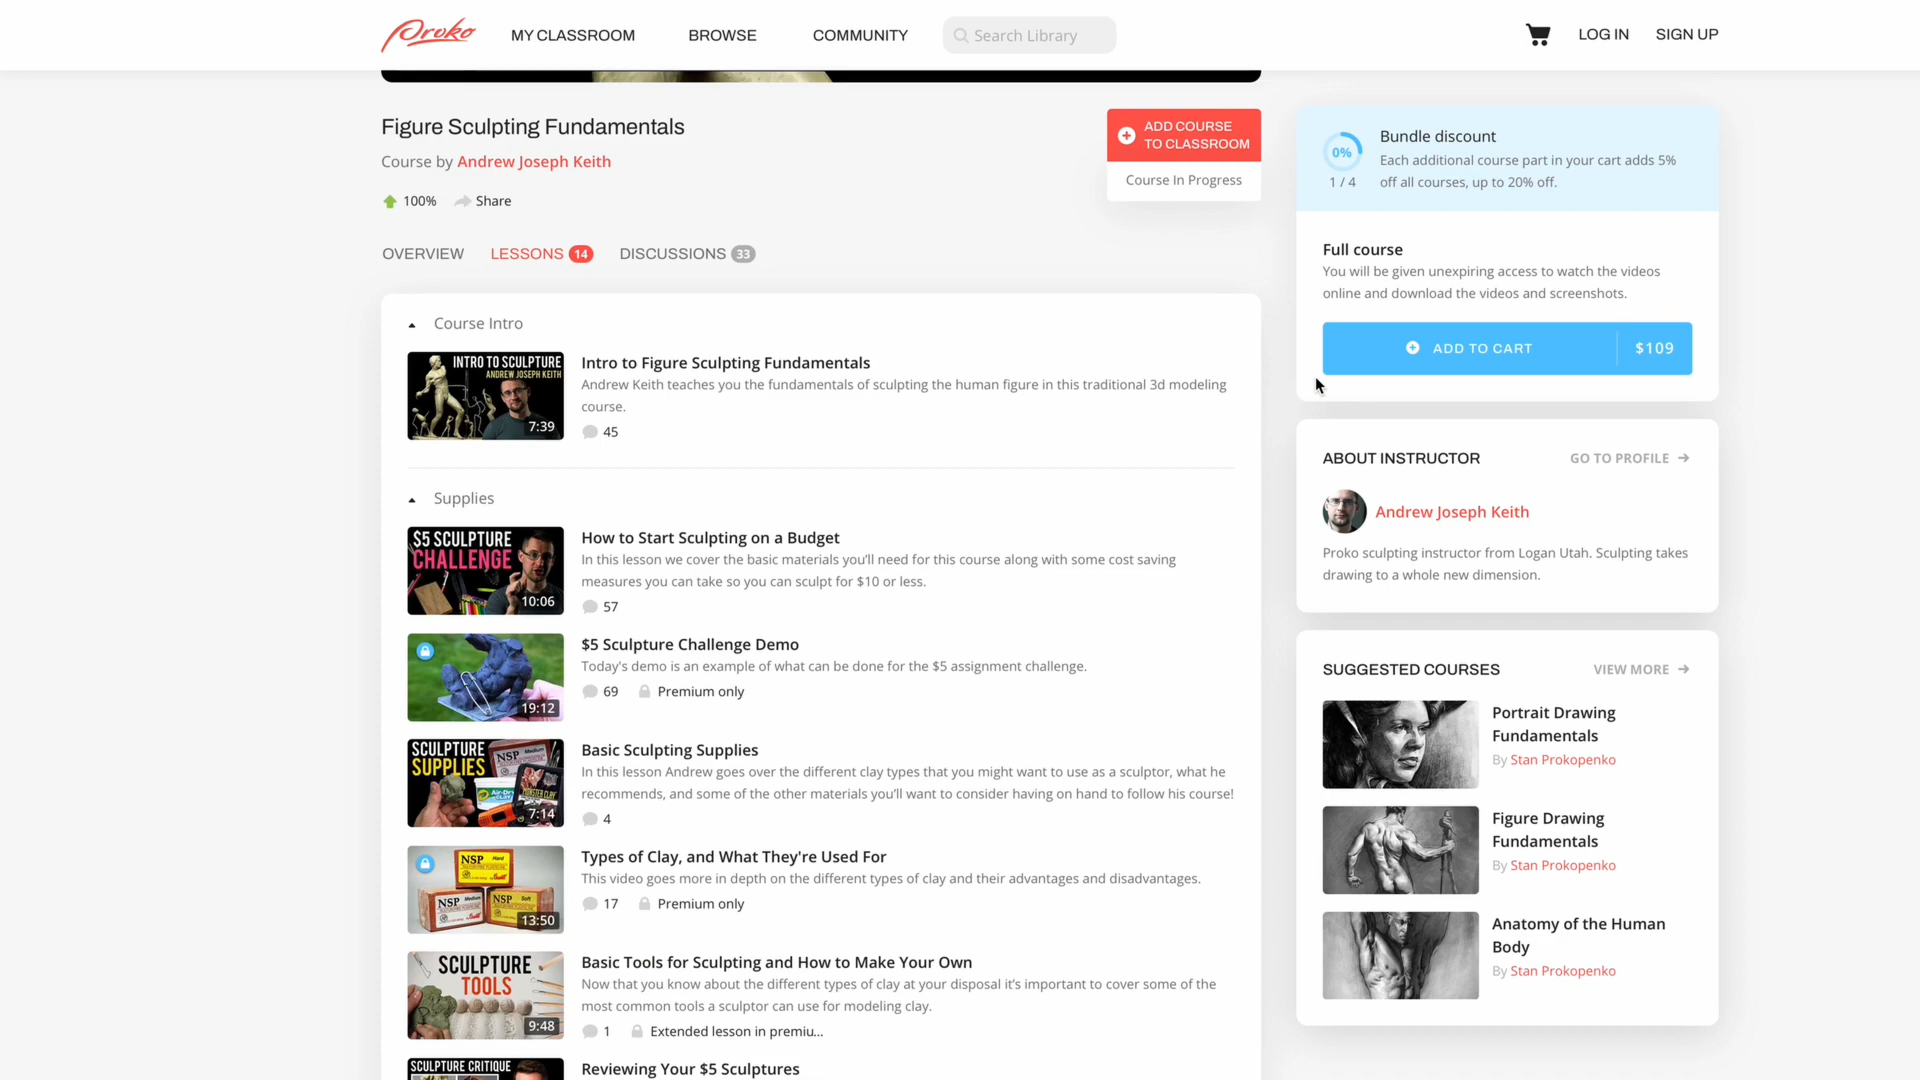 Proko
MY CLASSROOM
BROWSE
COMMUNITY
Search Library
LOG IN
SIGN UP
Figure Sculpting Fundamentals
Course by Andrew Joseph Keith
100%
Share
ADD COURSE
TO CLASSROOM
Course In Progress
OVERVIEW
LESSONS 14
DISCUSSIONS 33
Course Intro
INTRO TO SCULPTURE
ANDREW JOSEPH KEITH
7:39
Intro to Figure Sculpting Fundamentals
Andrew Keith teaches you the fundamentals of sculpting the human figure in this traditional 3d modeling
course.
45
Supplies
$5 SCULPTURE
CHALLENGE
10:06
How to Start Sculpting on a Budget
In this lesson we cover the basic materials you'll need for this course along with some cost saving
measures you can take so you can sculpt for $10 or less.
57
19:12
$5 Sculpture Challenge Demo
Today's demo is an example of what can be done for the $5 assignment challenge.
69
Premium only
SCULPTURE
SUPPLIES
NSP
Medium
7:14
Basic Sculpting Supplies
In this lesson Andrew goes over the different clay types that you might want to use as a sculptor, what he
recommends, and some of the other materials you'll want to consider having on hand to follow his course!
4
NSP Hard
NSP Medium
NSP Soft
13:50
Types of Clay, and What They're Used For
This video goes more in depth on the different types of clay and their advantages and disadvantages.
17
Premium only
SCULPTURE
TOOLS
9:48
Basic Tools for Sculpting and How to Make Your Own
Now that you know about the different types of clay at your disposal it's important to cover some of the
most common tools a sculptor can use for modeling clay.
1
Extended lesson in premiu...
SCULPTURE CRITIQUE
Reviewing Your $5 Sculptures
0%
1 / 4
Bundle discount
Each additional course part in your cart adds 5%
off all courses, up to 20% off.
Full course
You will be given unexpiring access to watch the videos
online and download the videos and screenshots.
ADD TO CART
$109
ABOUT INSTRUCTOR
GO TO PROFILE
Andrew Joseph Keith
Proko sculpting instructor from Logan Utah. Sculpting takes
drawing to a whole new dimension.
SUGGESTED COURSES
VIEW MORE
Portrait Drawing
Fundamentals
By Stan Prokopenko
Figure Drawing
Fundamentals
By Stan Prokopenko
Anatomy of the Human
Body
By Stan Prokopenko